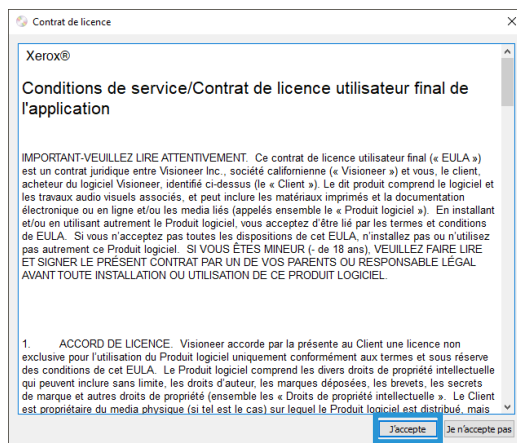 Contrat de licence
Xerox®
Conditions de service/Contrat de licence utilisateur final de
l'application
IMPORTANT-VEUILLEZ LIRE ATTENTIVEMENT.  Ce contrat de licence utilisateur final (« EULA »)
est un contrat juridique entre Visioneer Inc., société californienne (« Visioneer ») et vous, le client,
acheteur du logiciel Visioneer, identifié ci-dessus (le « Client »). Le dit produit comprend le logiciel et
les travaux audio visuels associés, et peut inclure les matériaux imprimés et la documentation
électronique ou en ligne et/ou les media liés (appelés ensemble le « Produit logiciel »).  En installant
et/ou en utilisant autrement le Produit logiciel, vous acceptez d'être lié par les termes et conditions
de EULA.  Si vous n'acceptez pas toutes les dispositions de cet EULA, n'installez pas ou n'utilisez
pas autrement ce Produit logiciel.  SI VOUS ÊTES MINEUR (- de 18 ans), VEUILLEZ FAIRE LIRE
ET SIGNER LE PRÉSENT CONTRAT PAR UN DE VOS PARENTS OU RESPONSABLE LÉGAL
AVANT TOUTE INSTALLATION OU UTILISATION DE CE PRODUIT LOGICIEL.
1.      ACCORD DE LICENCE.  Visioneer accorde par la présente au Client une licence non
exclusive pour l'utilisation du Produit logiciel uniquement conformément aux termes et sous réserve
des conditions de cet EULA.  Le Produit logiciel comprend les divers droits de propriété intellectuelle
qui peuvent inclure sans limite, les droits d'auteur, les marques déposées, les brevets, les secrets
de marque et autres droits de propriété (ensemble les « Droits de propriété intellectuelle ».  Le Client
est propriétaire du media physique (si tel est le cas) sur lequel le Produit logiciel est distribué, mais
J'accepte Je n'accepte pas